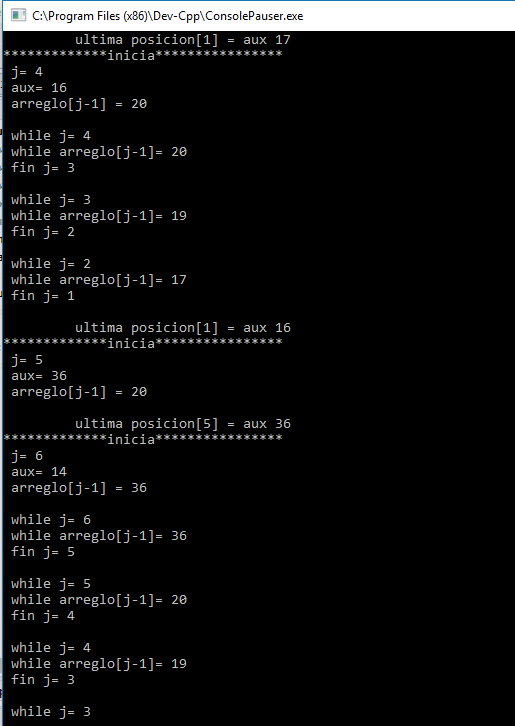 C:\Program Files (x86)\Dev-Cpp\ConsolePauser.exe
ultima posicion[1] = aux 17
*************inicia****************
j= 4
aux= 16
arreglo[j-1] = 20
while j= 4
while arreglo[j-1]= 20
fin j= 3
while j= 3
while arreglo[j-1]= 19
fin j= 2
while j= 2
while arreglo[j-1]= 17
fin j= 1
ultima posicion[1] = aux 16
*************inicia****************
j= 5
aux= 36
arreglo[j-1] = 20
ultima posicion[5] = aux 36
*************inicia****************
j= 6
aux= 14
arreglo[j-1] = 36
while j= 6
while arreglo[j-1]= 36
fin j= 5
while j= 5
while arreglo[j-1]= 20
fin j= 4
while j= 4
while arreglo[j-1]= 19
fin j= 3
while j= 3